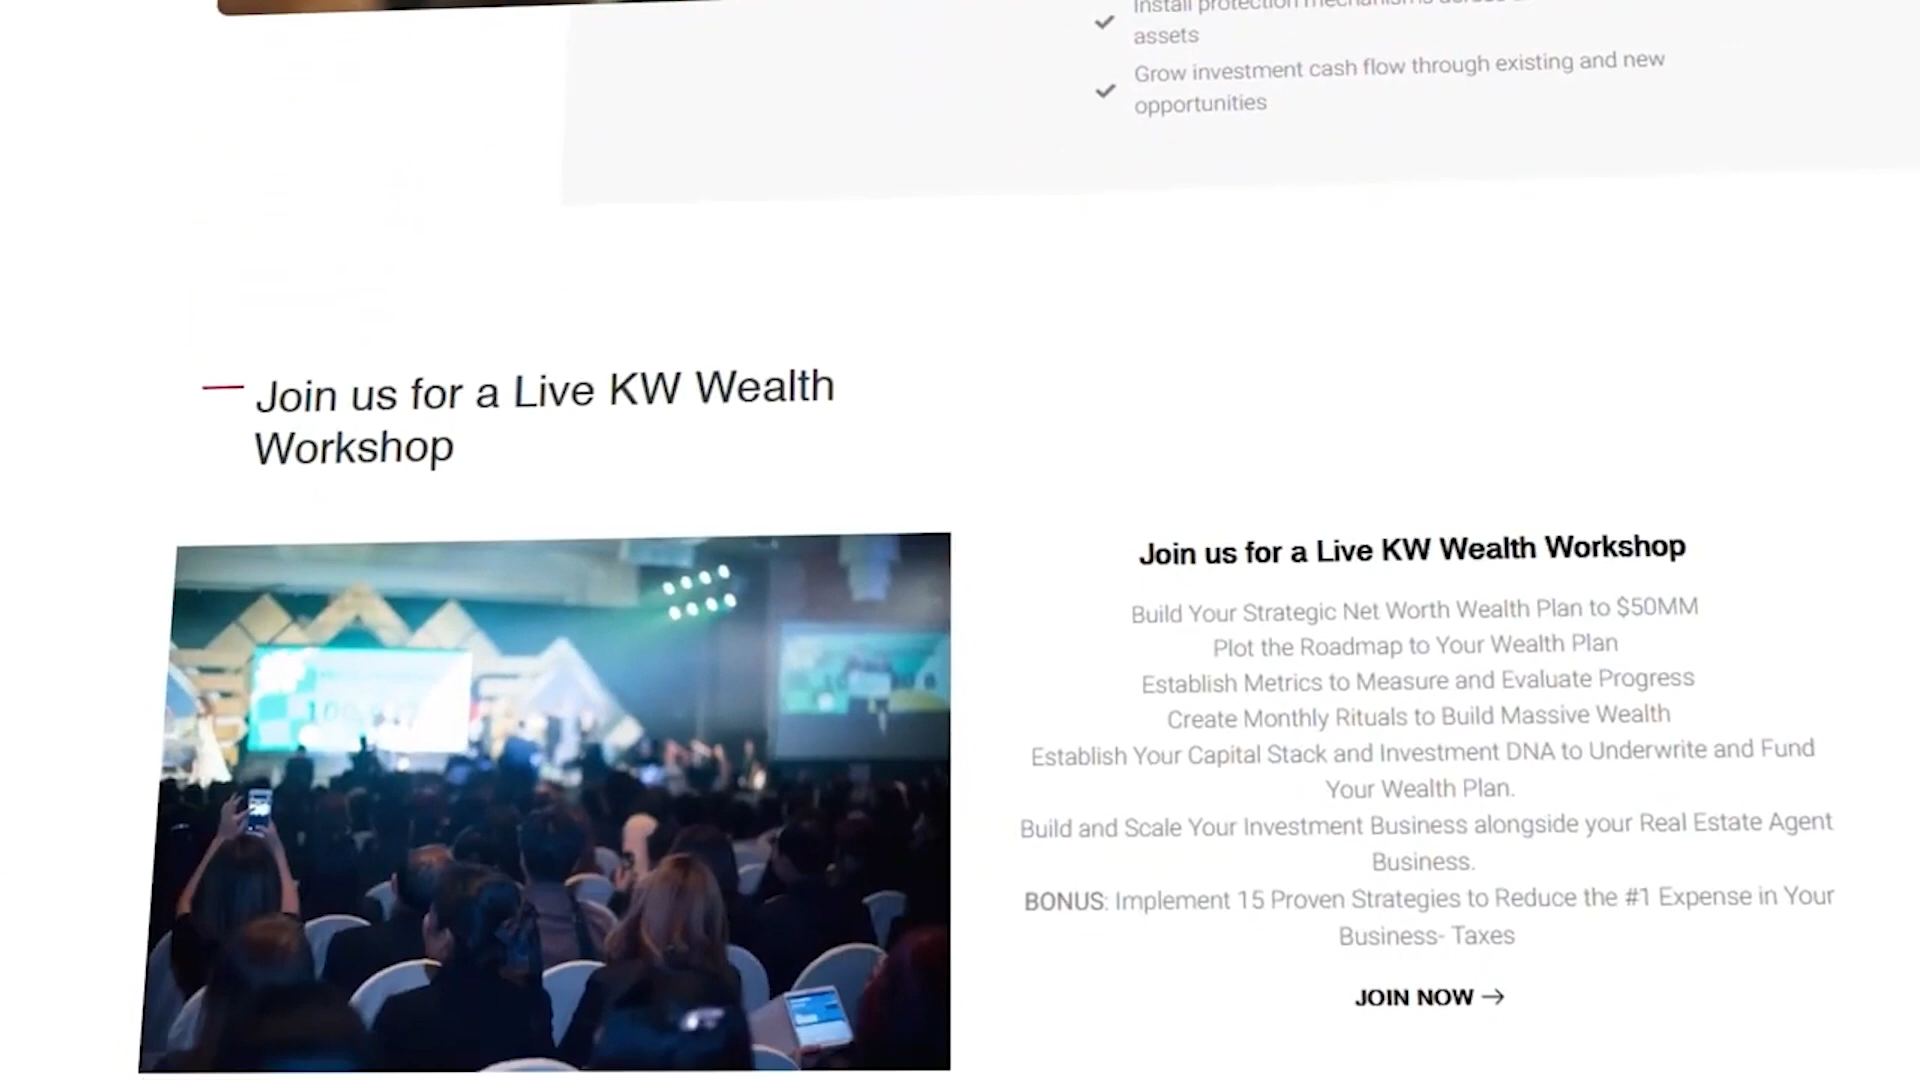 Install protection
assets
Grow investment cash flow through existing and new
opportunities
Join us for a Live KW Wealth
Workshop
Join us for a Live KW Wealth Workshop
Build Your Strategic Net Worth Wealth Plan to $50MM
Plot the Roadmap to Your Wealth Plan
Establish Metrics to Measure and Evaluate Progress
Create Monthly Rituals to Build Massive Wealth
Establish Your Capital Stack and Investment DNA to Underwrite and Fund
Your Wealth Plan.
Build and Scale Your Investment Business alongside your Real Estate Agent
Business.
BONUS: Implement 15 Proven Strategies to Reduce the #1 Expense in Your
Business- Taxes
JOIN NOW →